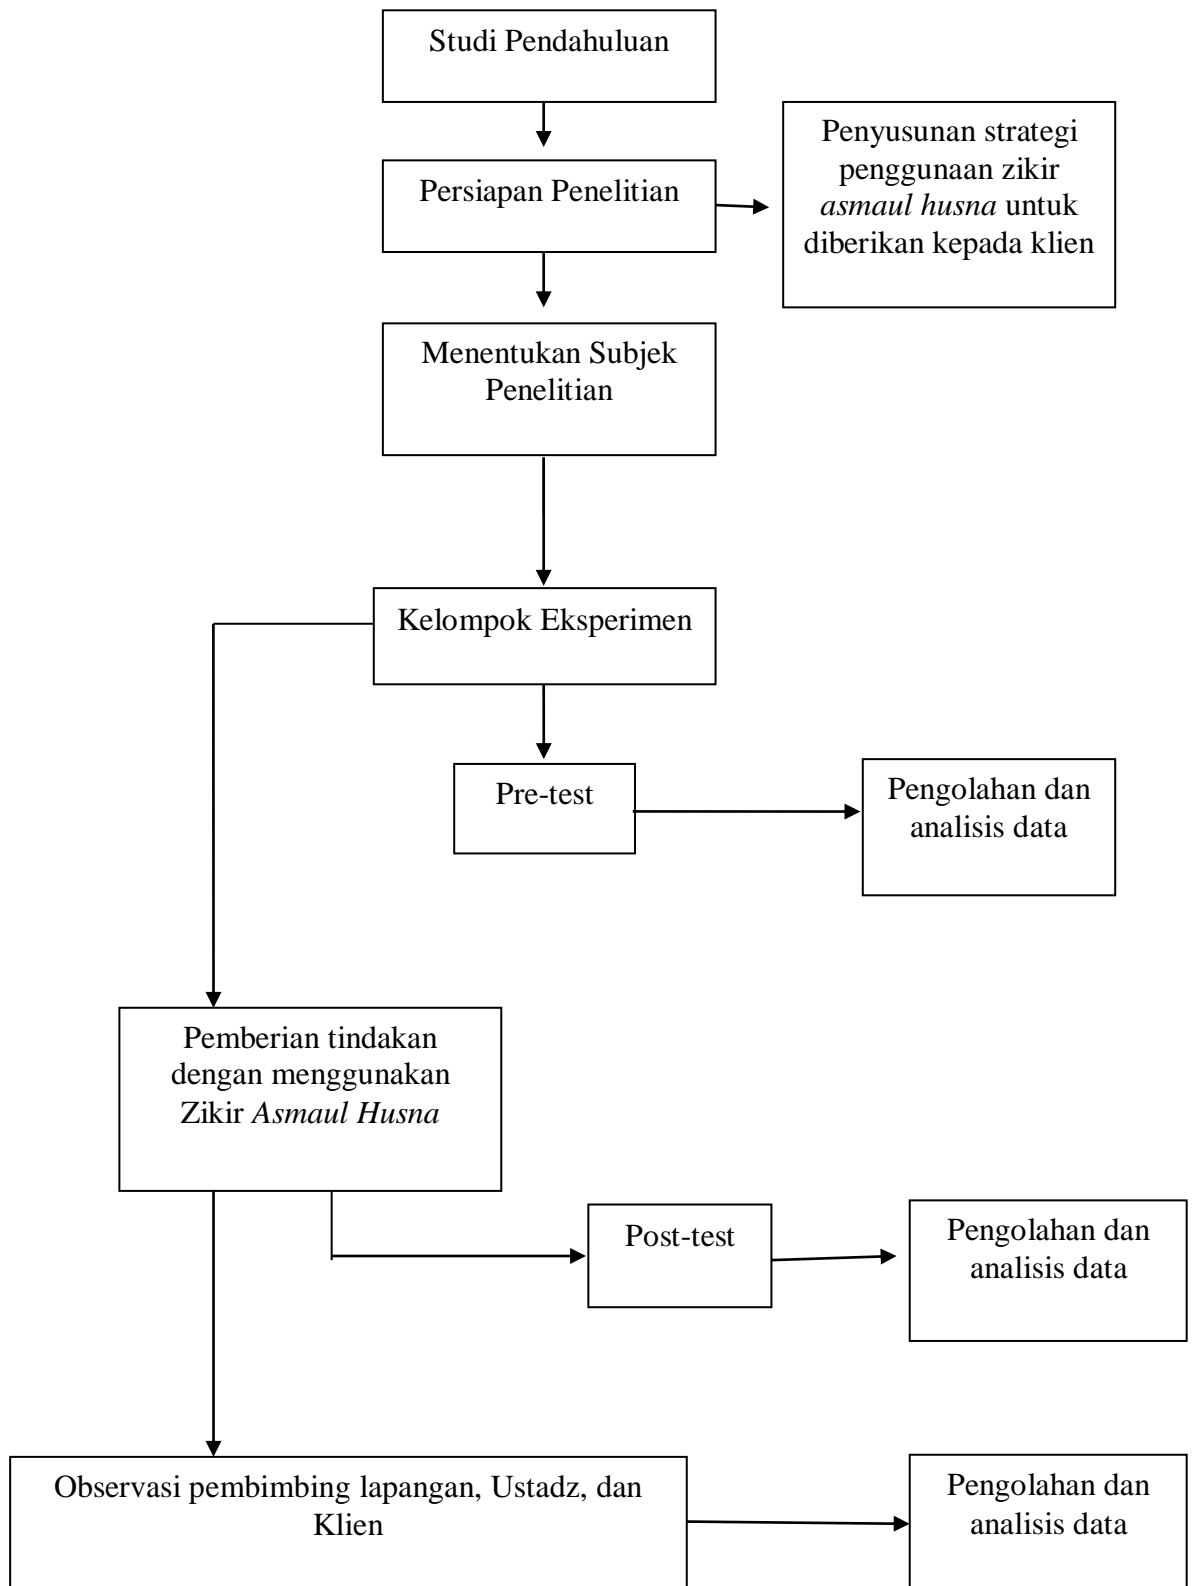 Studi Pendahuluan
Persiapan Penelitian
Penyusunan strategi
penggunaan zikir
asmaul husna untuk
diberikan kepada klien
Menentukan Subjek
Penelitian
Kelompok Eksperimen
Pre-test
Pengolahan dan
analisis data
Pemberian tindakan
dengan menggunakan
Zikir Asmaul Husna
Post-test
Pengolahan dan
analisis data
Observasi pembimbing lapangan, Ustadz, dan
Klien
Pengolahan dan
analisis data